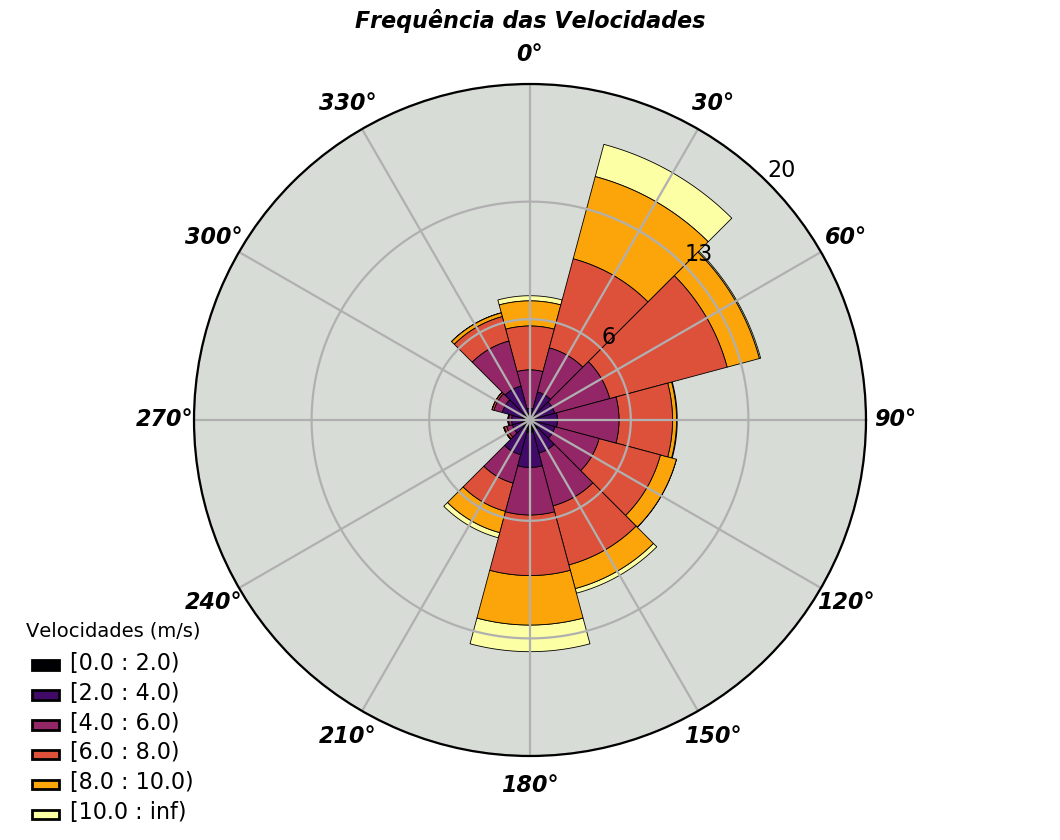 Frequência das Velocidades
0°
330°
30°
20
300°
60°
13
6
270°
90°
240°
120°
210°
150°
180°
Velocidades (m/s)
[0.0 : 2.0)
[2.0 : 4.0)
[4.0 : 6.0)
[6.0 : 8.0)
[8.0 : 10.0)
[10.0 : inf)